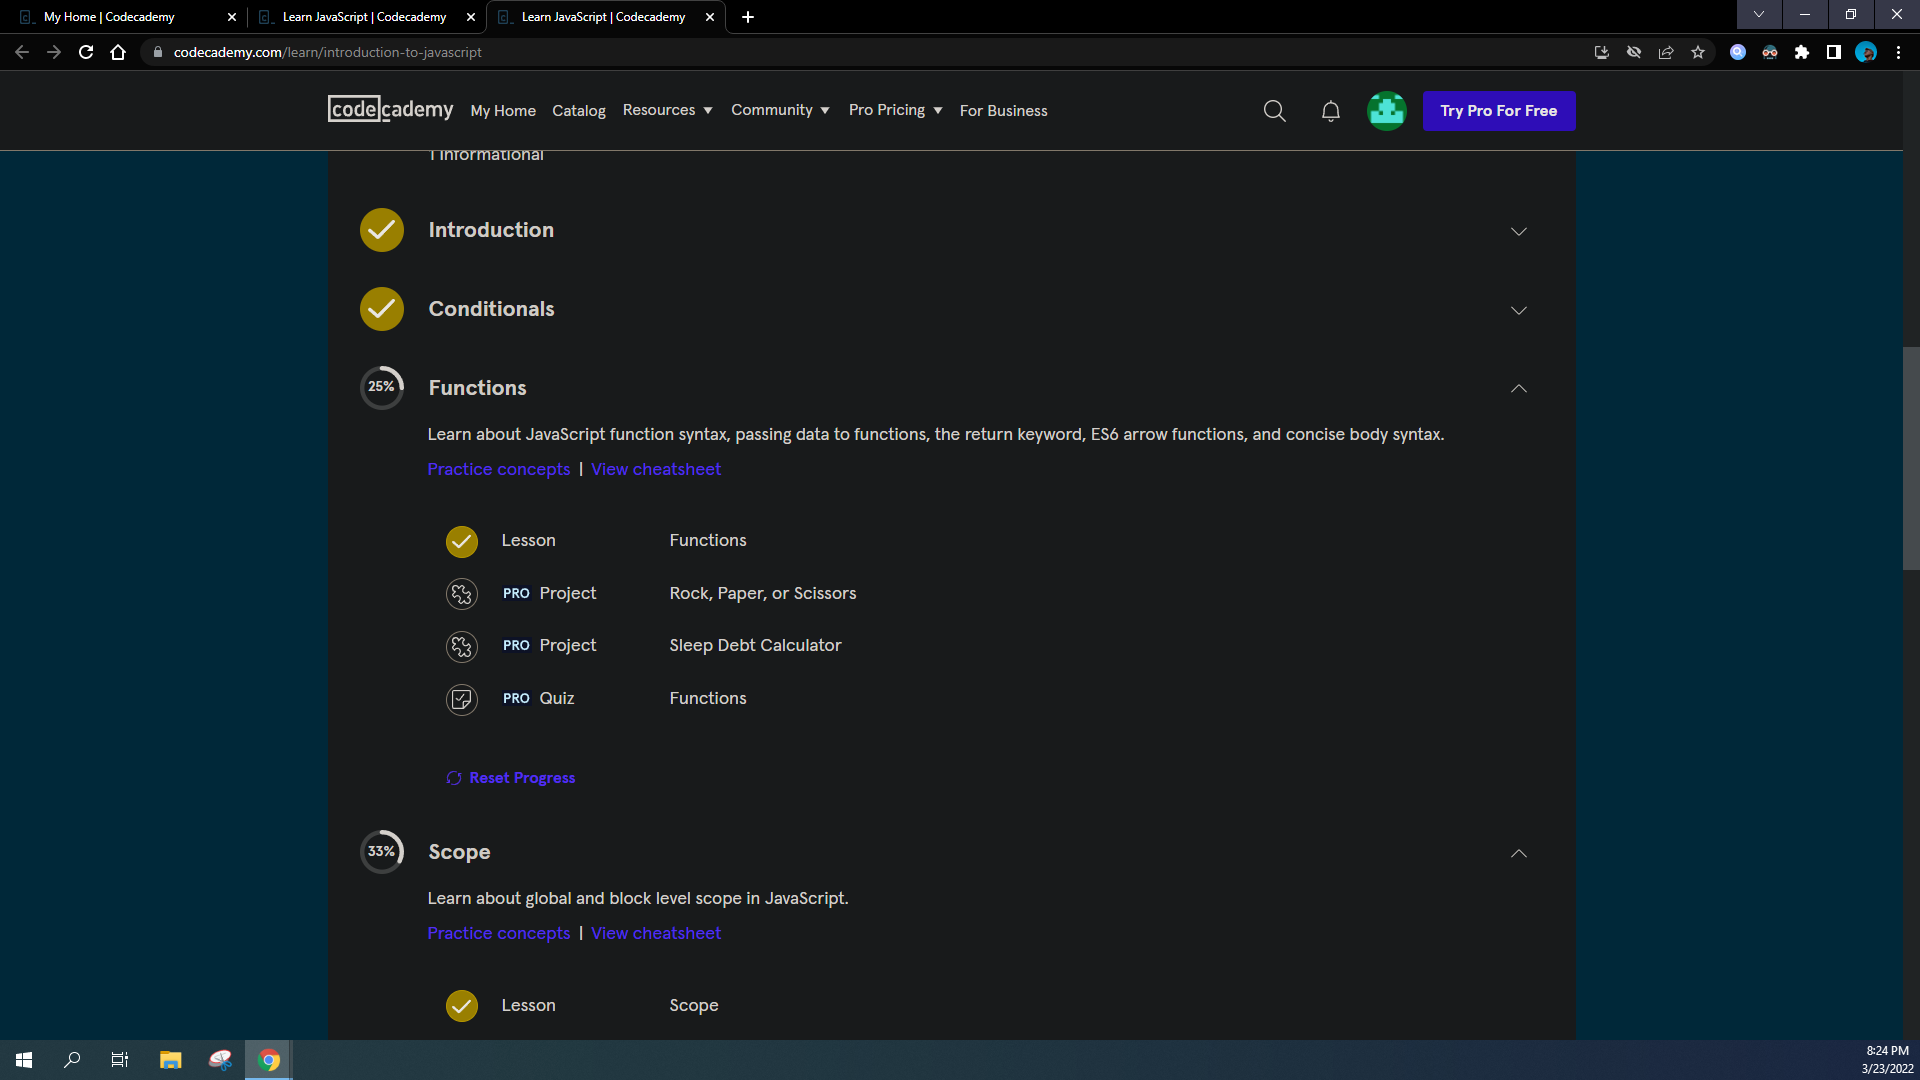 My Home | Codecademy
Learn JavaScript | Codecademy
Learn JavaScript | Codecademy
codecademy.com/learn/introduction-to-javascript
codecademy
My Home
Catalog
Resources
Community
Pro Pricing
For Business
Try Pro For Free
1 Informational
Introduction
Conditionals
25%
Functions
Learn about JavaScript function syntax, passing data to functions, the return keyword, ES6 arrow functions, and concise body syntax.
Practice concepts | View cheatsheet
Lesson Functions
PRO Project Rock, Paper, or Scissors
PRO Project Sleep Debt Calculator
PRO Quiz Functions
Reset Progress
33%
Scope
Learn about global and block level scope in JavaScript.
Practice concepts | View cheatsheet
Lesson Scope
8:24 PM
3/23/2022